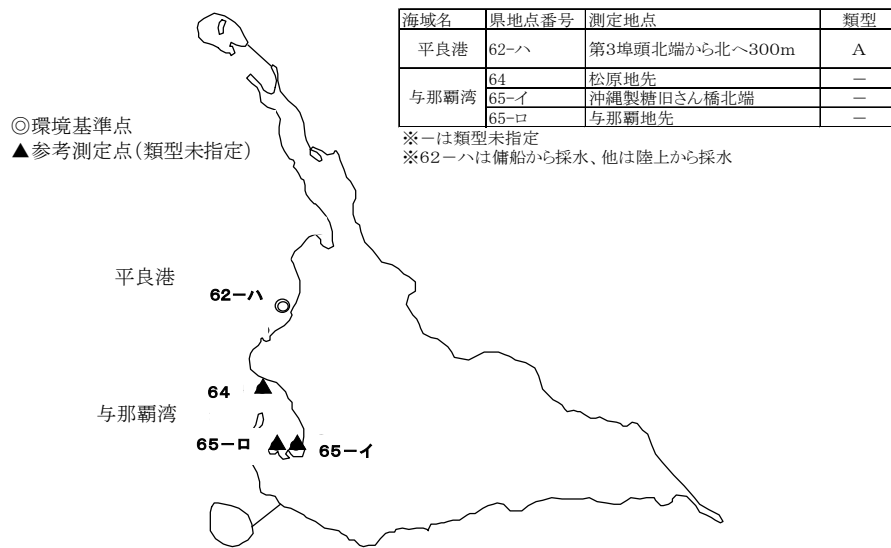 海域名 県地点番号 測定地点 類型
平良港 62-ハ 第3埠頭北端から北へ300m A
与那覇湾 64 松原地先 －
65-イ 沖縄製糖旧さん橋北端 －
65-ロ 与那覇地先 －
※－は類型未指定
※62－ハは傭船から採水、他は陸上から採水
◎環境基準点
▲参考測定点(類型未指定)
平良港
62－ハ
64
与那覇湾
65－ロ
65－イ